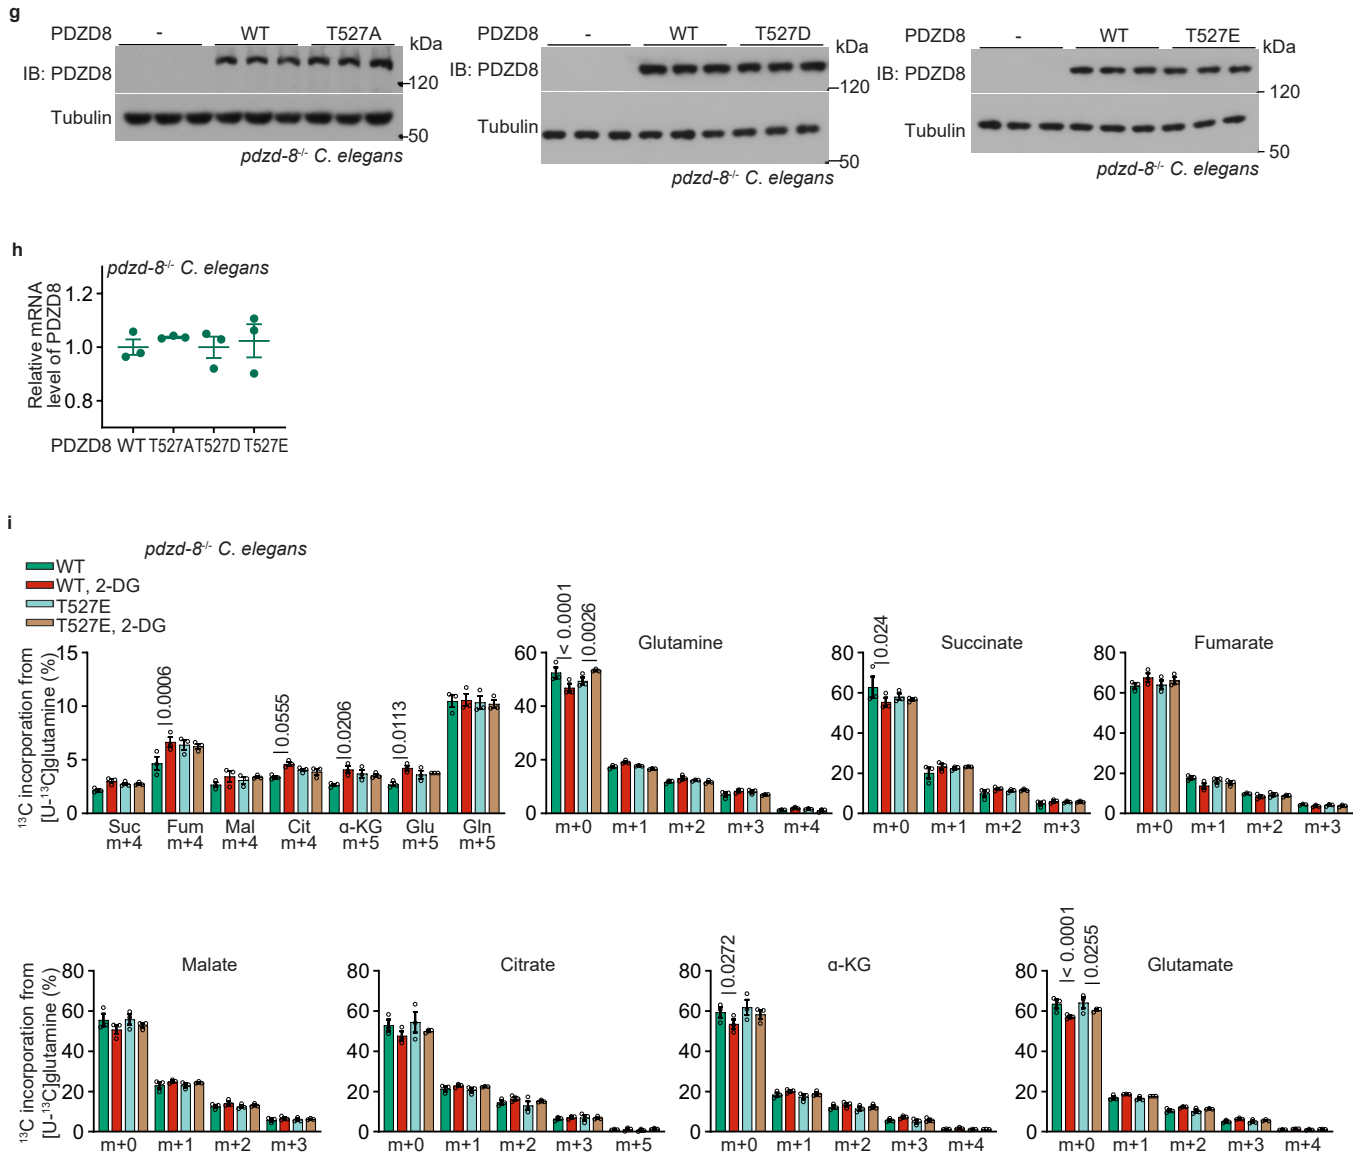 g
PDZD8 - WT T527A kDa
IB: PDZD8
120
Tubulin
50
pdzd-8-/- C. elegans
PDZD8 - WT T527D kDa
IB: PDZD8
120
Tubulin
50
pdzd-8-/- C. elegans
PDZD8 - WT T527E kDa
IB: PDZD8
120
Tubulin
50
pdzd-8-/- C. elegans
h
pdzd-8-/- C. elegans
Relative mRNA
level of PDZD8
1.2
1.0
0.8
PDZD8 WT T527A T527D T527E
i
pdzd-8-/- C. elegans
WT
WT, 2-DG
T527E
T527E, 2-DG
13C incorporation from
[U-13C]glutamine (%)
15
10
5
0
0.0006
0.0555
0.0206
0.0113
Suc Fum Mal Cit α-KG Glu Gln
m+4 m+4 m+4 m+4 m+5 m+5 m+5
Glutamine
60
40
20
0
< 0.0001
0.0026
m+0 m+1 m+2 m+3 m+4
Succinate
80
60
40
20
0
0.024
m+0 m+1 m+2 m+3
Fumarate
80
60
40
20
0
m+0 m+1 m+2 m+3
13C incorporation from
[U-13C]glutamine (%)
Malate
80
60
40
20
0
m+0 m+1 m+2 m+3
Citrate
80
60
40
20
0
m+0 m+1 m+2 m+3 m+5
α-KG
80
60
40
20
0
0.0272
m+0 m+1 m+2 m+3 m+4
Glutamate
80
60
40
20
0
< 0.0001
0.0255
m+0 m+1 m+2 m+3 m+4